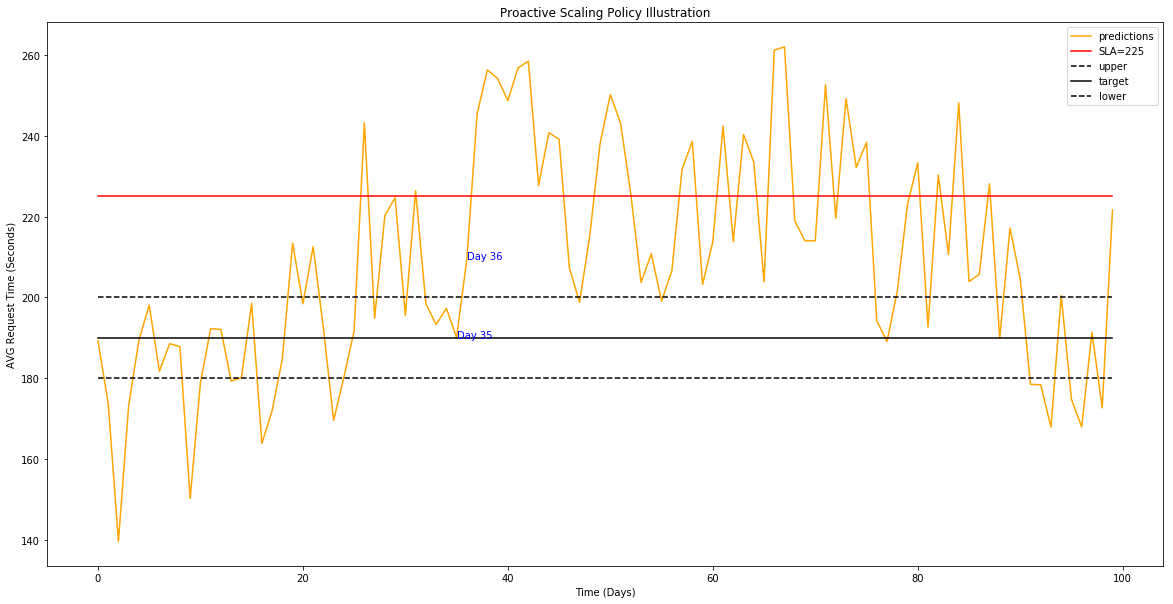 Proactive Scaling Policy Illustration
predictions
SLA=225
upper
target
lower
AVG Request Time (Seconds)
260
240
220
200
180
160
140
Day 36
Day 35
0
20
40
60
80
100
Time (Days)